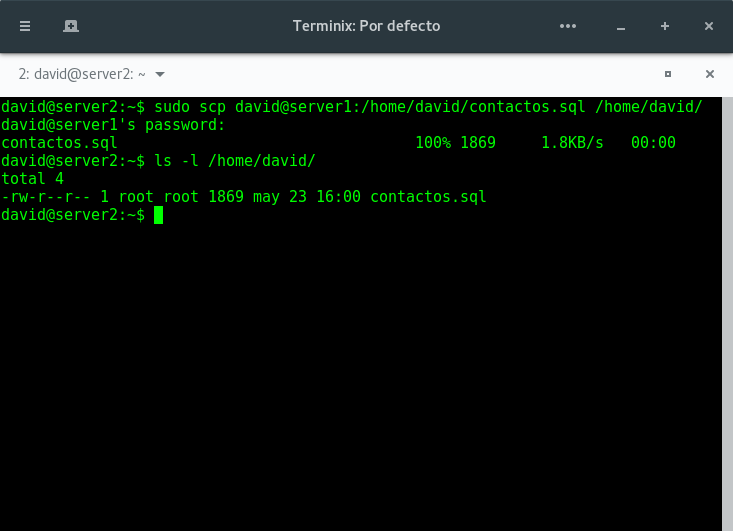 Terminix: Por defecto
2: david@server2: ~
david@server2:~$ sudo scp david@server1:/home/david/contactos.sql /home/david/
david@server1's password:
contactos.sql                                 100% 1869     1.8KB/s   00:00
david@server2:~$ ls -l /home/david/
total 4
-rw-r--r-- 1 root root 1869 may 23 16:00 contactos.sql
david@server2:~$